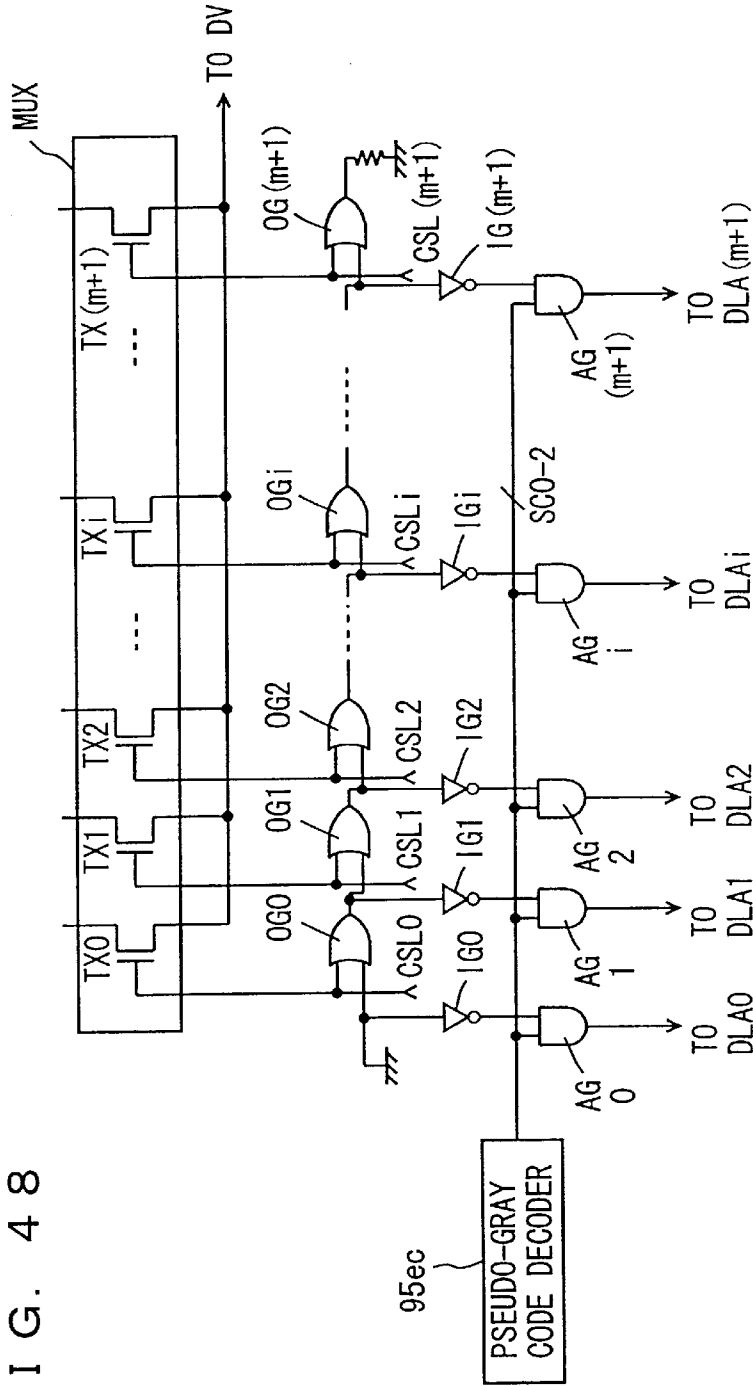 IG. 48
MUX
TX0
TX1
TX2
TXi
TX(m+1)
TO DV
OG0
OG1
OG2
OGi
OG(m+1)
CSL0
CSL1
CSL2
CSLi
CSL(m+1)
IG0
IG1
IG2
IGi
IG(m+1)
95ec
PSEUDO-GRAY
CODE DECODER
SCO-2
AG
0
AG
1
AG
2
AG
i
AG
(m+1)
TO
DLA0
TO
DLA1
TO
DLA2
TO
DLAi
TO
DLA(m+1)